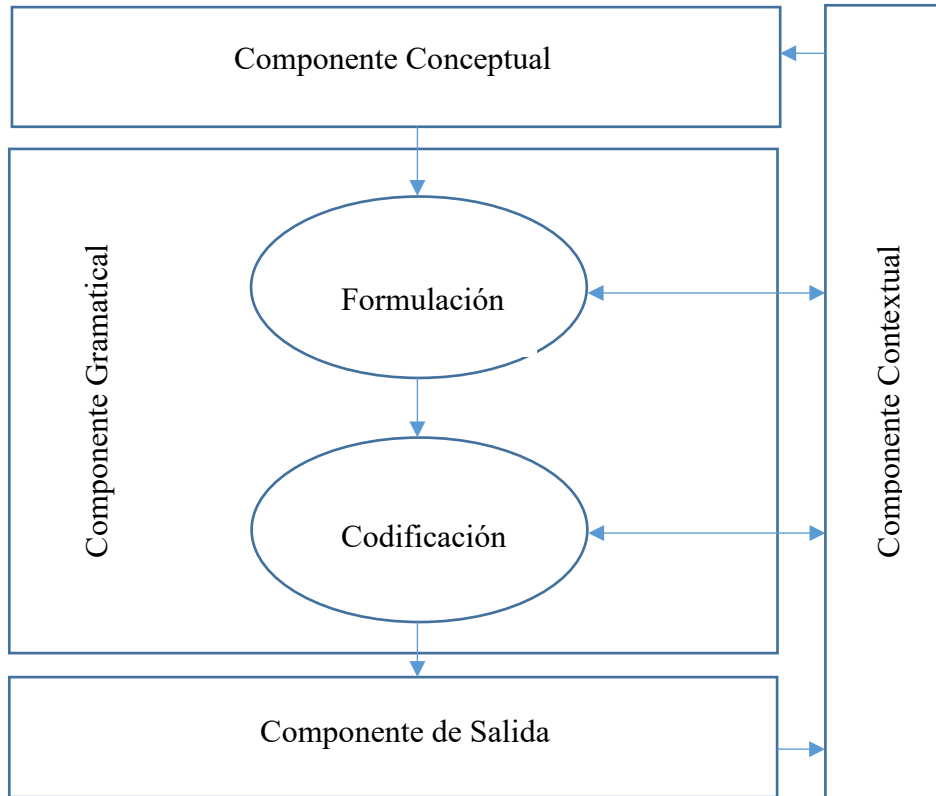 Componente Conceptual
Componente Gramatical
Formulación
Codificación
Componente Contextual
Componente de Salida